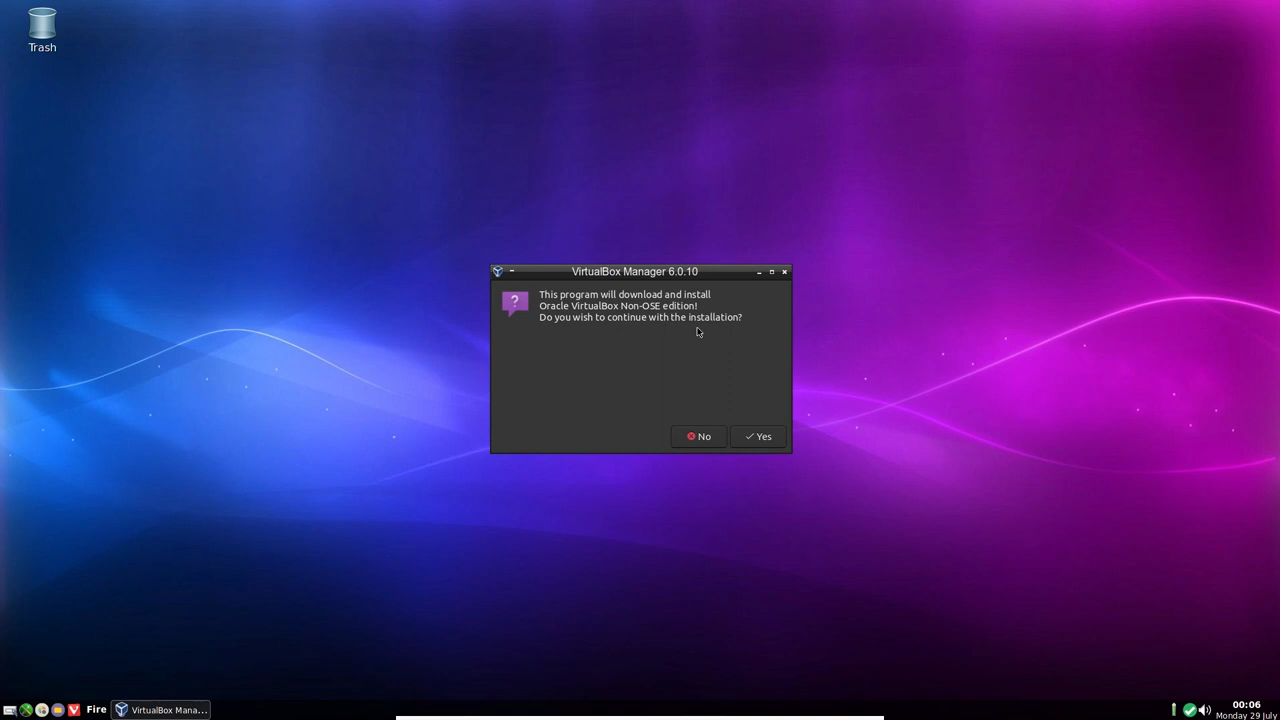 Trash
VirtualBox Manager 6.0.10
This program will download and install
Oracle VirtualBox Non-OSE edition!
Do you wish to continue with the installation?
No
Yes
Fire
VirtualBox Mana...
00:06
Monday 29 July